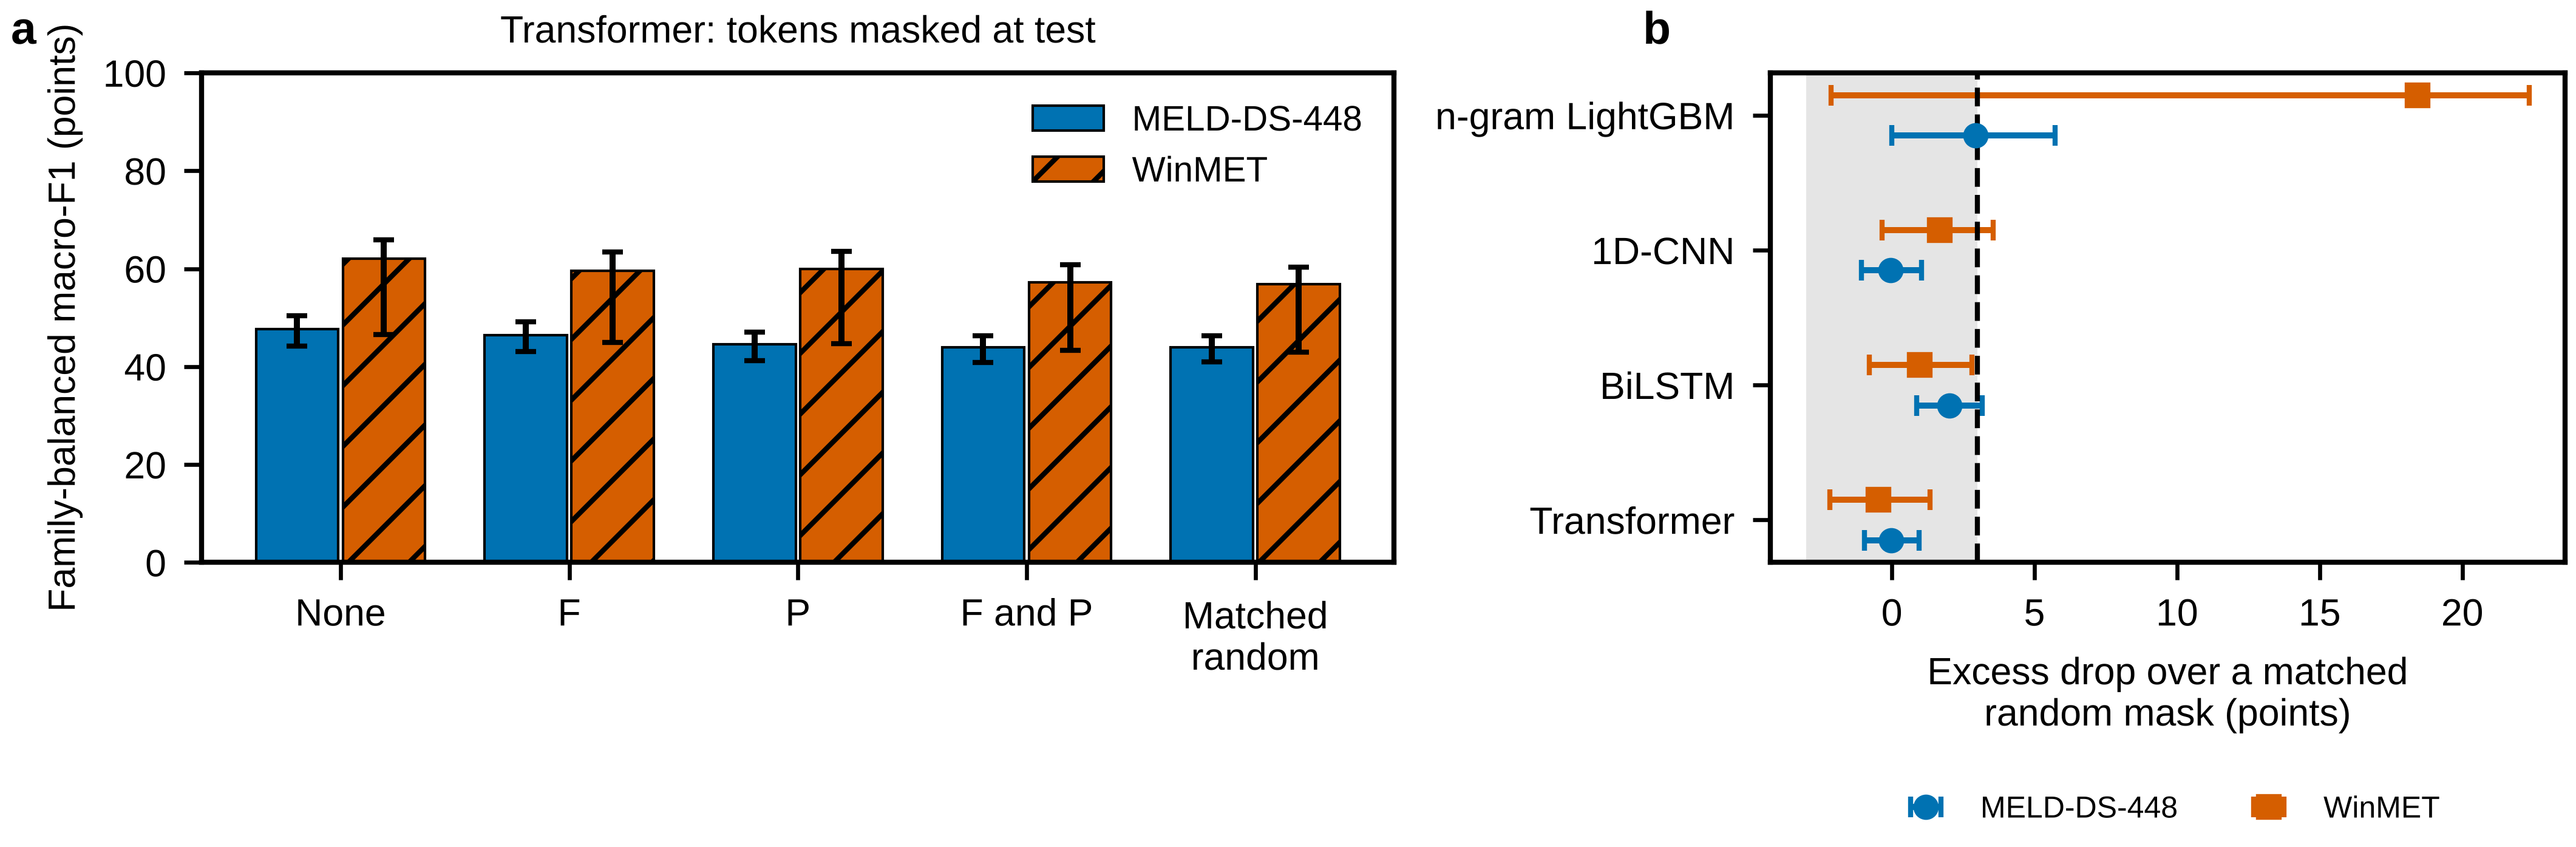 a
Transformer: tokens masked at test
Family-balanced macro-F1 (points)
100
80
60
40
20
0
MELD-DS-448
WinMET
None
F
P
F and P
Matched
random
b
n-gram LightGBM
1D-CNN
BiLSTM
Transformer
0
5
10
15
20
Excess drop over a matched
random mask (points)
MELD-DS-448
WinMET